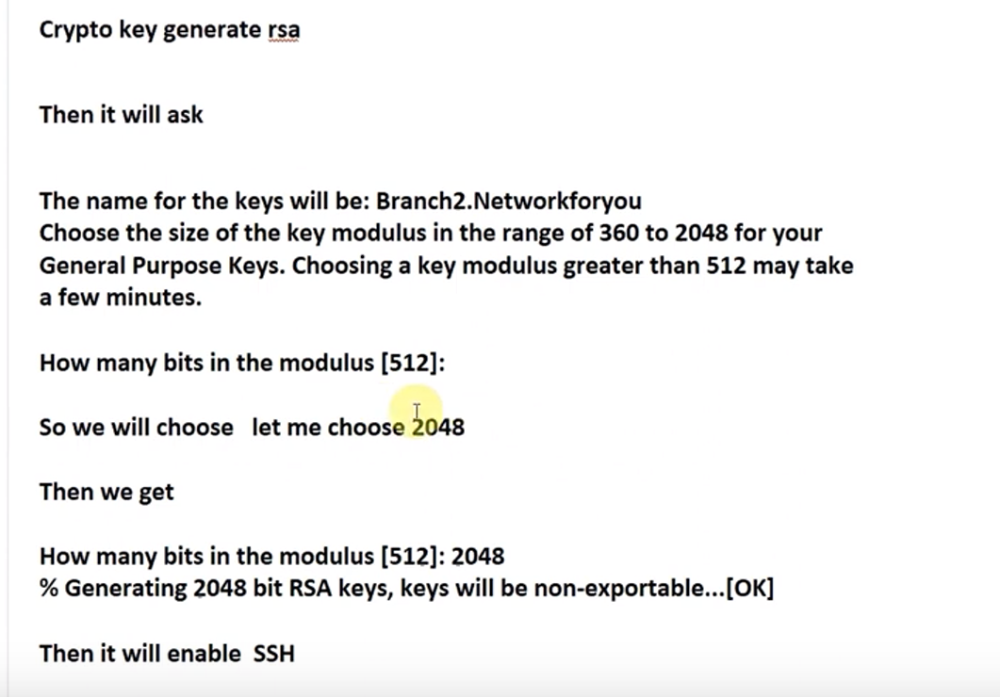 Crypto key generate rsa
Then it will ask
The name for the keys will be: Branch2.Networkforyou
Choose the size of the key modulus in the range of 360 to 2048 for your
General Purpose Keys. Choosing a key modulus greater than 512 may take
a few minutes.
How many bits in the modulus [512]:
So we will choose   let me choose 2048
Then we get
How many bits in the modulus [512]: 2048
% Generating 2048 bit RSA keys, keys will be non-exportable...[OK]
Then it will enable  SSH